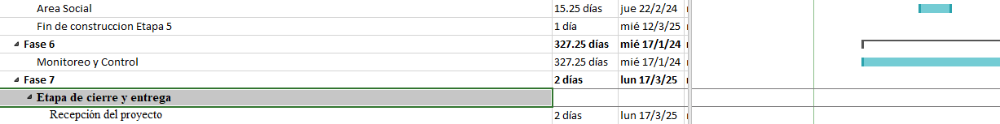 Area Social 15.25 días jue 22/2/24
Fin de construccion Etapa 5 1 día mié 12/3/25
Fase 6 327.25 días mié 17/1/24
Monitoreo y Control 327.25 días mié 17/1/24
Fase 7 2 días lun 17/3/25
Etapa de cierre y entrega
Recepción del proyecto 2 días lun 17/3/25